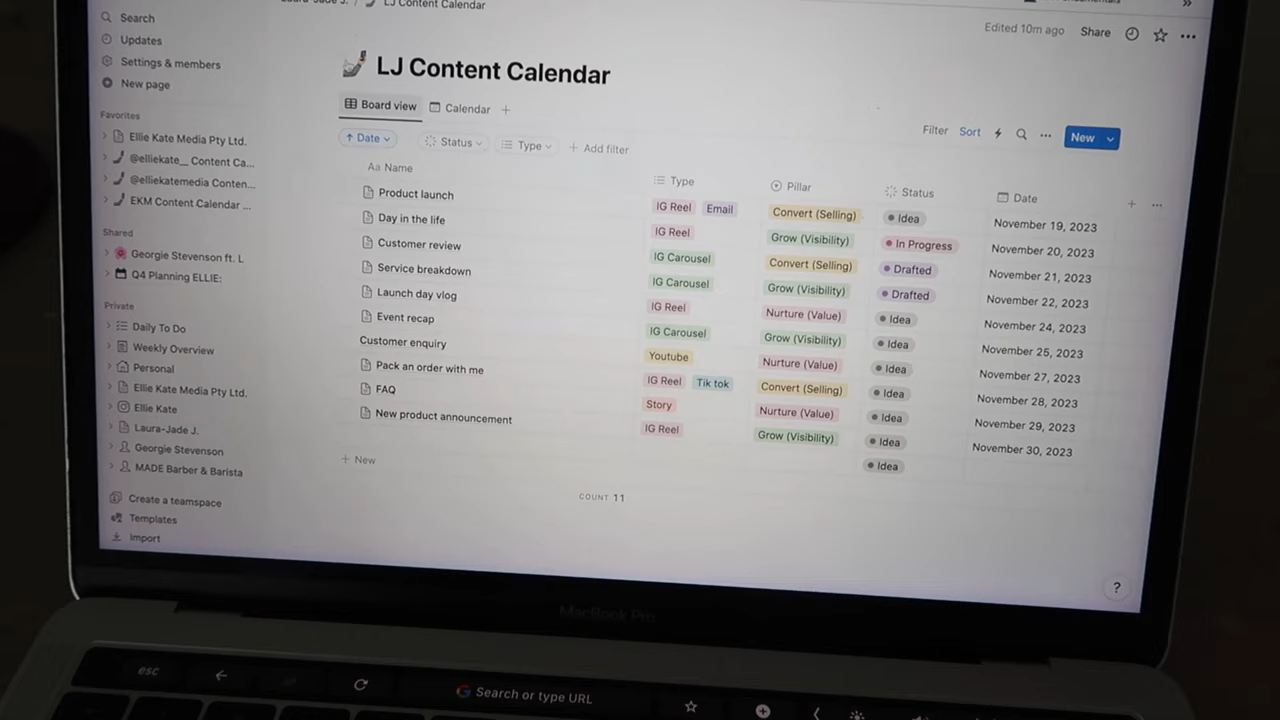 LJ Content Calendar
Search
Updates
Settings & members
New page
Favorites
Ellie Kate Media Pty Ltd.
@elliekate__ Content Ca...
@elliekatemedia Conten...
EKM Content Calendar ...
Shared
Georgie Stevenson ft. L
Q4 Planning ELLIE:
Private
Daily To Do
Weekly Overview
Personal
Ellie Kate Media Pty Ltd.
Ellie Kate
Laura-Jade J.
Georgie Stevenson
MADE Barber & Barista
Create a teamspace
Templates
Import
Edited 10m ago Share
LJ Content Calendar
Board view Calendar
Filter Sort New
Date Status Type Add filter
Aa Name Type Pillar Status Date
Product launch IG Reel Email Convert (Selling) Idea November 19, 2023
Day in the life IG Reel Grow (Visibility) In Progress November 20, 2023
Customer review IG Carousel Convert (Selling) Drafted November 21, 2023
Service breakdown IG Carousel Grow (Visibility) Drafted November 22, 2023
Launch day vlog IG Reel Nurture (Value) Idea November 24, 2023
Event recap IG Carousel Grow (Visibility) Idea November 25, 2023
Customer enquiry Youtube Nurture (Value) Idea November 27, 2023
Pack an order with me IG Reel Tik tok Convert (Selling) Idea November 28, 2023
FAQ Story Nurture (Value) Idea November 29, 2023
New product announcement IG Reel Grow (Visibility) Idea November 30, 2023
Idea
+ New
COUNT 11
?
MacBook Pro
esc Search or type URL